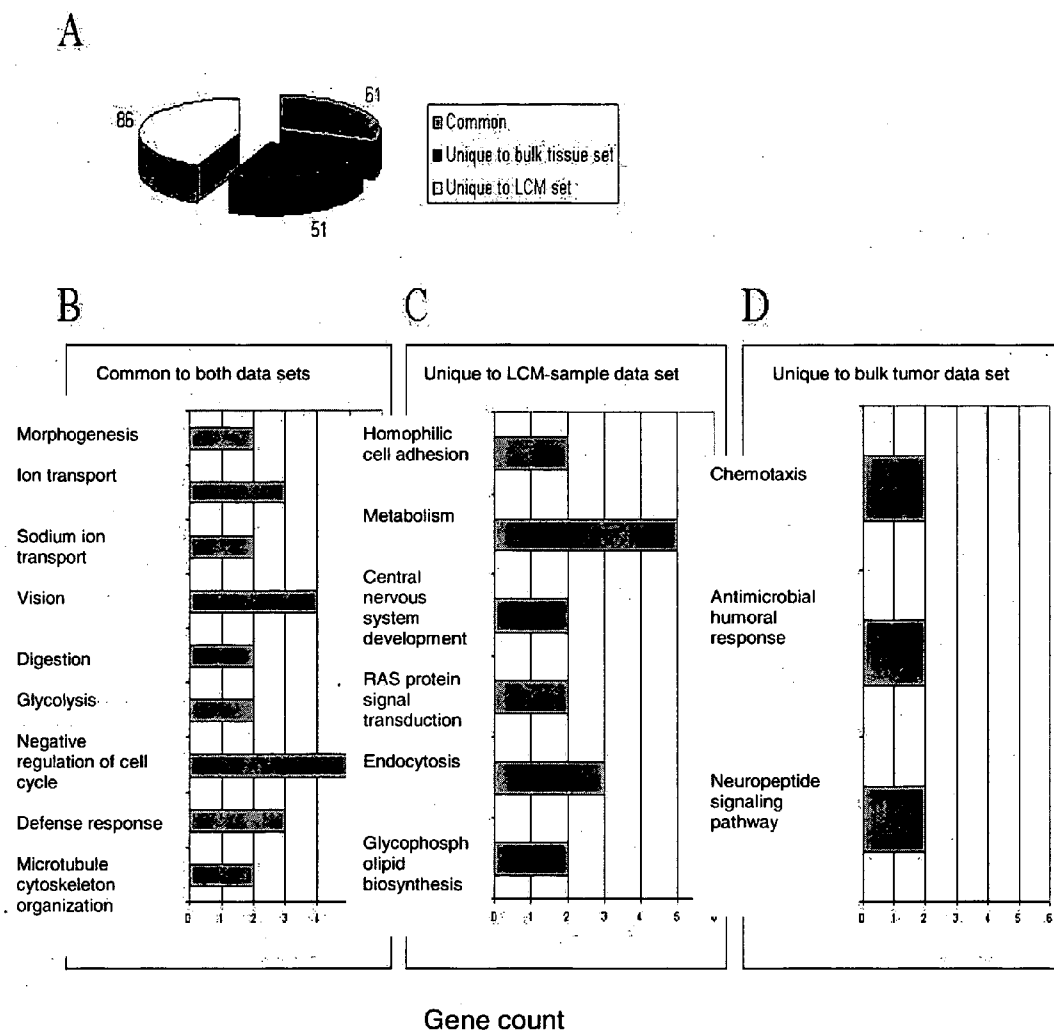 A
86
61
51
Common
Unique to bulk tissue set
Unique to LCM set
B
Common to both data sets
Morphogenesis
Ion transport
Sodium ion
transport
Vision
Digestion
Glycolysis
Negative
regulation of cell
cycle
Defense response
Microtubule
cytoskeleton
organization
0 1 2 3 4
C
Unique to LCM-sample data set
Homophilic
cell adhesion
Metabolism
Central
nervous
system
development
RAS protein
signal
transduction
Endocytosis
Glycophosph
olipid
biosynthesis
0 1 2 3 4 5
D
Unique to bulk tumor data set
Chemotaxis
Antimicrobial
humoral
response
Neuropeptide
signaling
pathway
0 1 2 3 4 5 6
Gene count